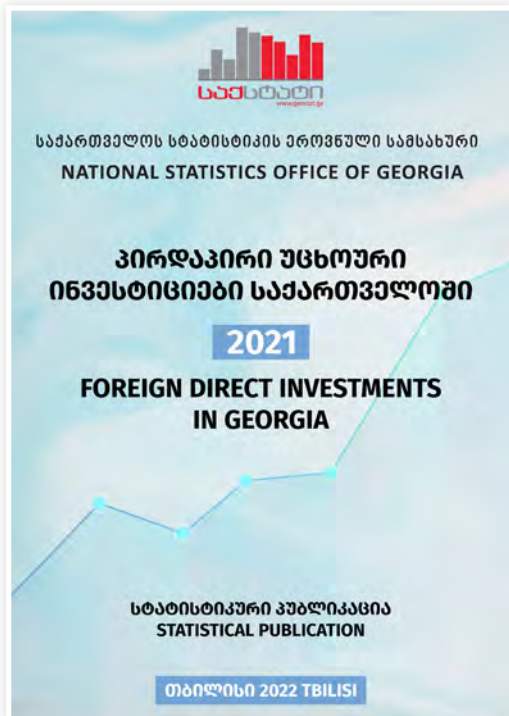 საქსტატი
www.geostat.ge
საქართველოს სტატისტიკის ეროვნული სამსახური
NATIONAL STATISTICS OFFICE OF GEORGIA
პირდაპირი უცხოური
ინვესტიციები საქართველოში
2021
FOREIGN DIRECT INVESTMENTS
IN GEORGIA
სტატისტიკური პუბლიკაცია
STATISTICAL PUBLICATION
თბილისი 2022 TBILISI